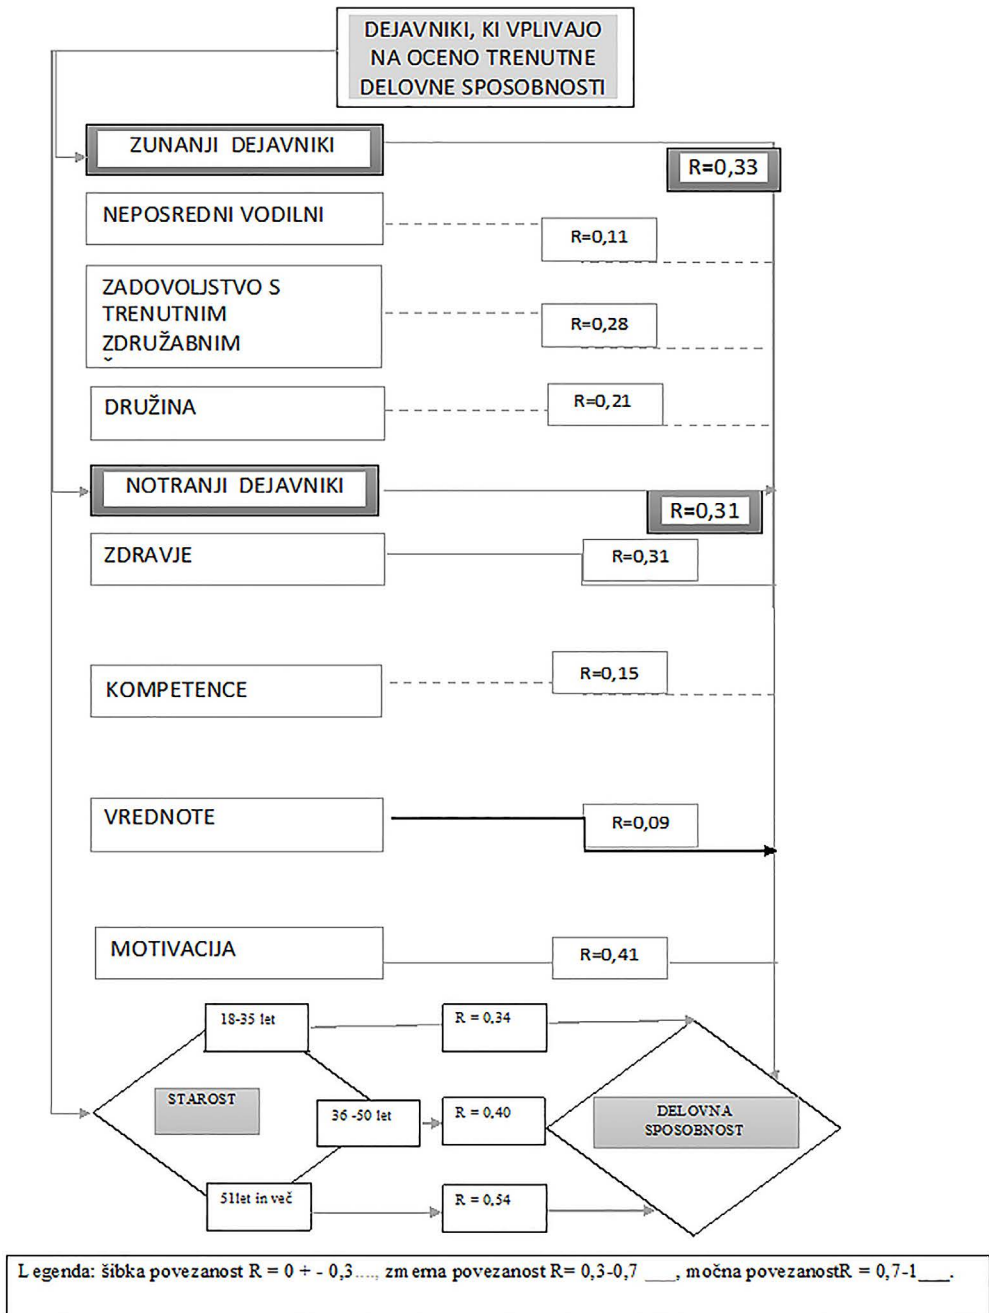 DEJAVNIKI, KI VPLIVAJO
NA OCENO TRENUTNE
DELOVNE SPOSOBNOSTI
ZUNANJI DEJAVNIKI
R=0,33
NEPOSREDNI VODILNI
R=0,11
ZADOVOLJSTVO S
TRENUTNIM
ZDRUŽABNIM
R=0,28
DRUŽINA
R=0,21
NOTRANJI DEJAVNIKI
R=0,31
ZDRAVJE
R=0,31
KOMPETENCE
R=0,15
VREDNOTE
R=0,09
MOTIVACIJA
R=0,41
18-35 let
R = 0,34
STAROST
36 -50 let
R = 0,40
DELOVNA
SPOSOBNOST
51let in več
R = 0,54
Legenda: šibka povezanost R = 0 + - 0,3...., zmerna povezanost R= 0,3-0,7 ___, močna povezanostR = 0,7-1___.